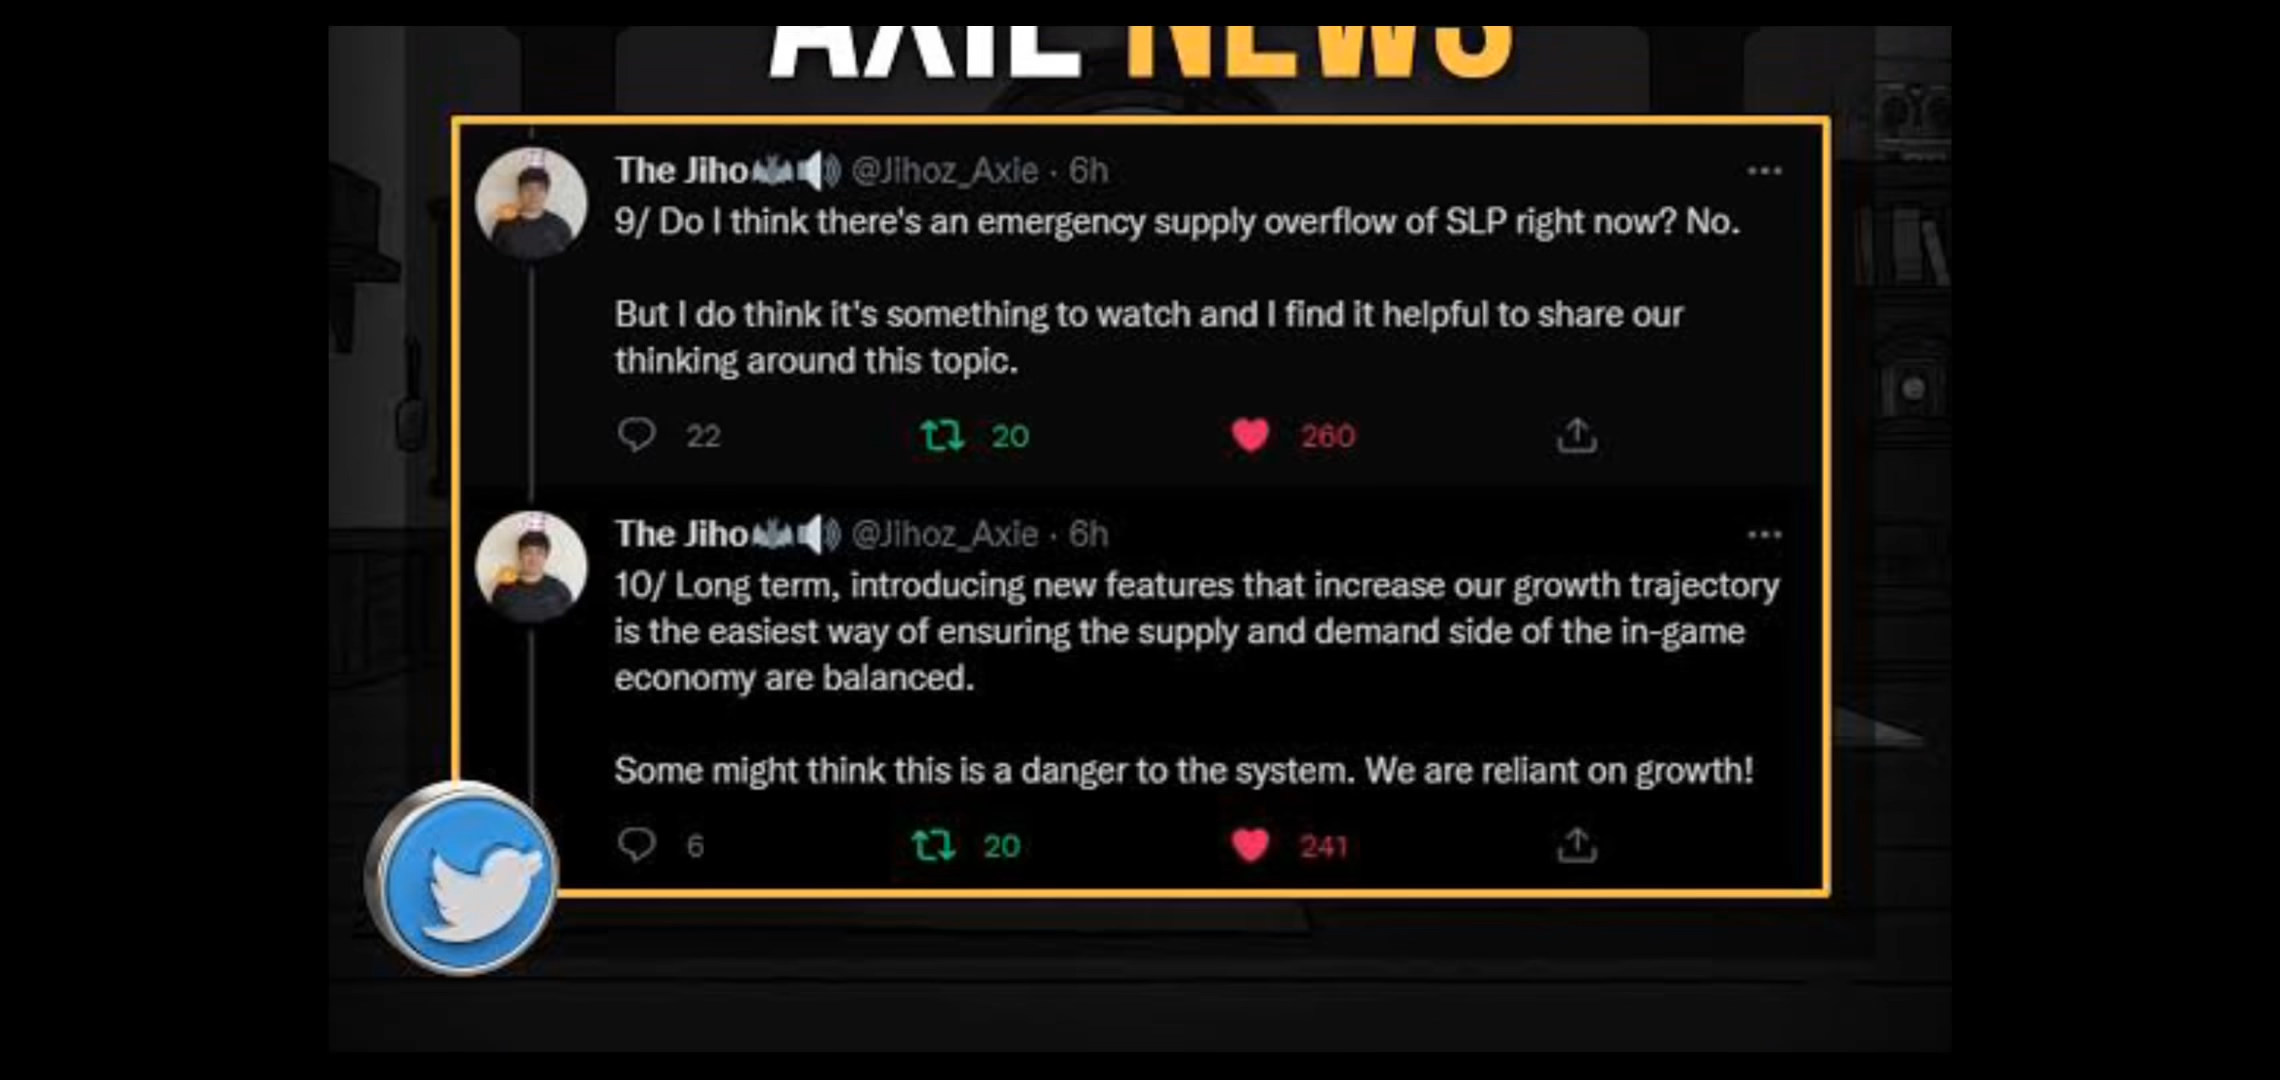 AXIE NEWS
The Jiho🦇🔊 @Jihoz_Axie · 6h
9/ Do I think there's an emergency supply overflow of SLP right now? No.
But I do think it's something to watch and I find it helpful to share our
thinking around this topic.
22 20 260
The Jiho🦇🔊 @Jihoz_Axie · 6h
10/ Long term, introducing new features that increase our growth trajectory
is the easiest way of ensuring the supply and demand side of the in-game
economy are balanced.
Some might think this is a danger to the system. We are reliant on growth!
6 20 241